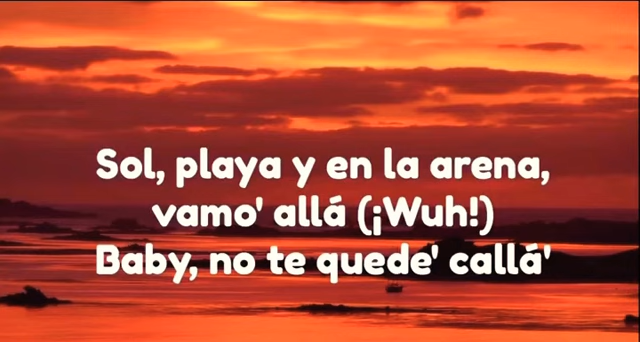 Sol, playa y en la arena,
vamo' allá (¡Wuh!)
Baby, no te quede' callá'